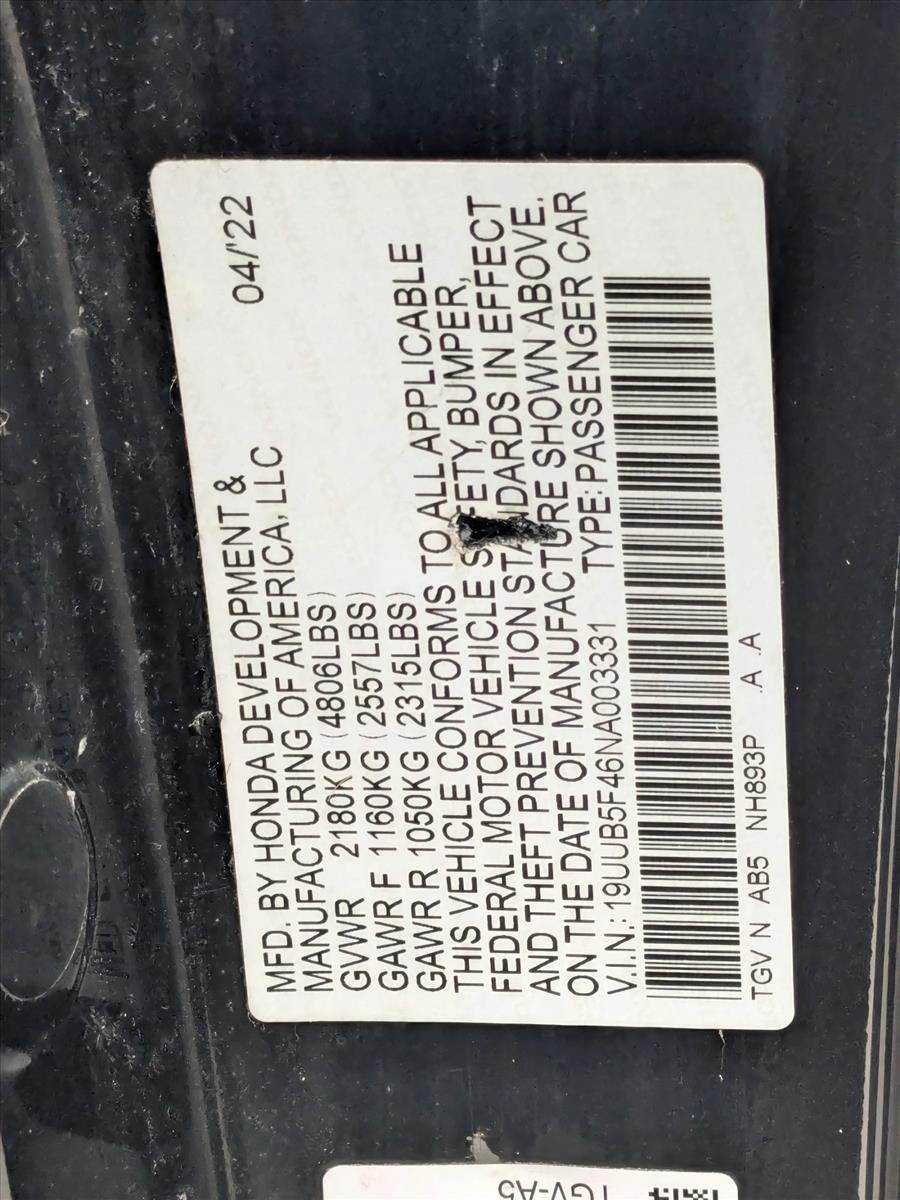 MFD. BY HONDA DEVELOPMENT & 04/'22
MANUFACTURING OF AMERICA, LLC
GVWR 2180KG (4806LBS)
GAWR F 1160KG (2557LBS)
GAWR R 1050KG (2315LBS)
THIS VEHICLE CONFORMS TO ALL APPLICABLE
FEDERAL MOTOR VEHICLE SAFETY, BUMPER,
AND THEFT PREVENTION STANDARDS IN EFFECT
ON THE DATE OF MANUFACTURE SHOWN ABOVE.
V.I.N.: 19UUB5F46NA003331 TYPE: PASSENGER CAR
TGV N AB5 NH893P .A .A
TGV-A5